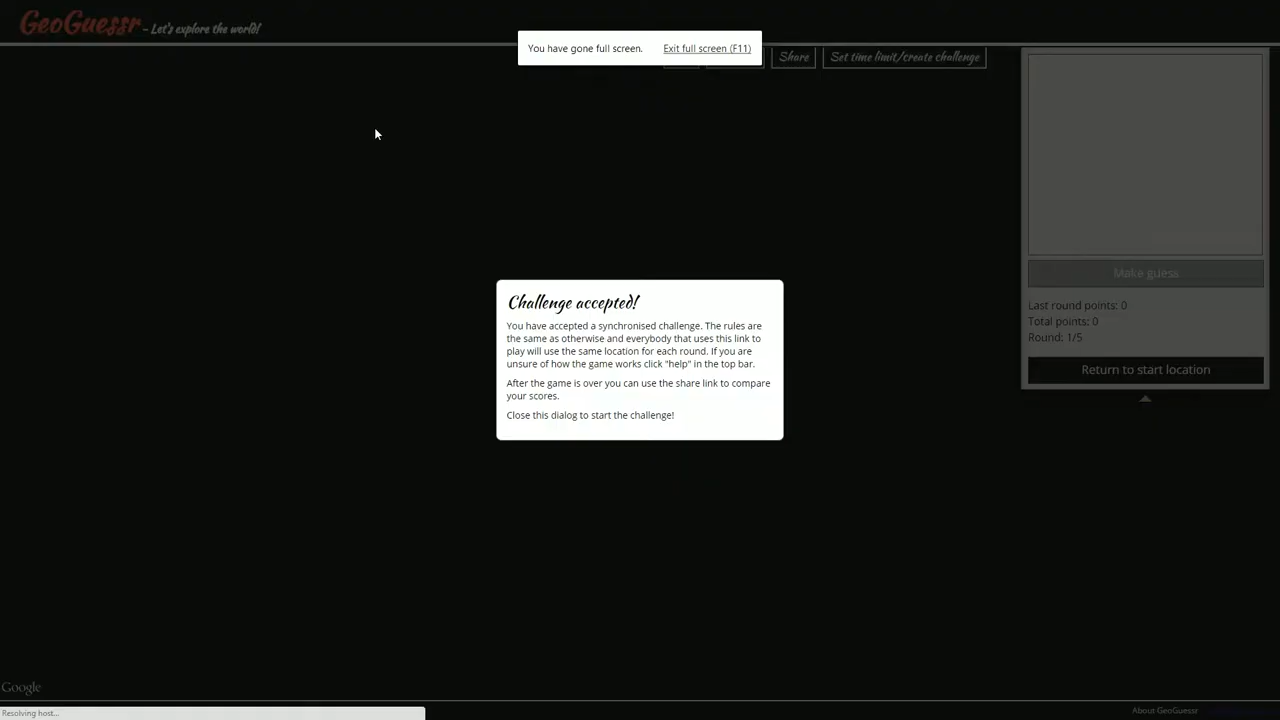 GeoGuessr - Let's explore the world!
You have gone full screen. Exit full screen (F11)
Share
Set time limit/create challenge
Make guess
Last round points: 0
Total points: 0
Round: 1/5
Return to start location
Challenge accepted!
You have accepted a synchronised challenge. The rules are
the same as otherwise and everybody that uses this link to
play will use the same location for each round. If you are
unsure of how the game works click "help" in the top bar.
After the game is over you can use the share link to compare
your scores.
Close this dialog to start the challenge!
Google
Resolving host...
About GeoGuessr